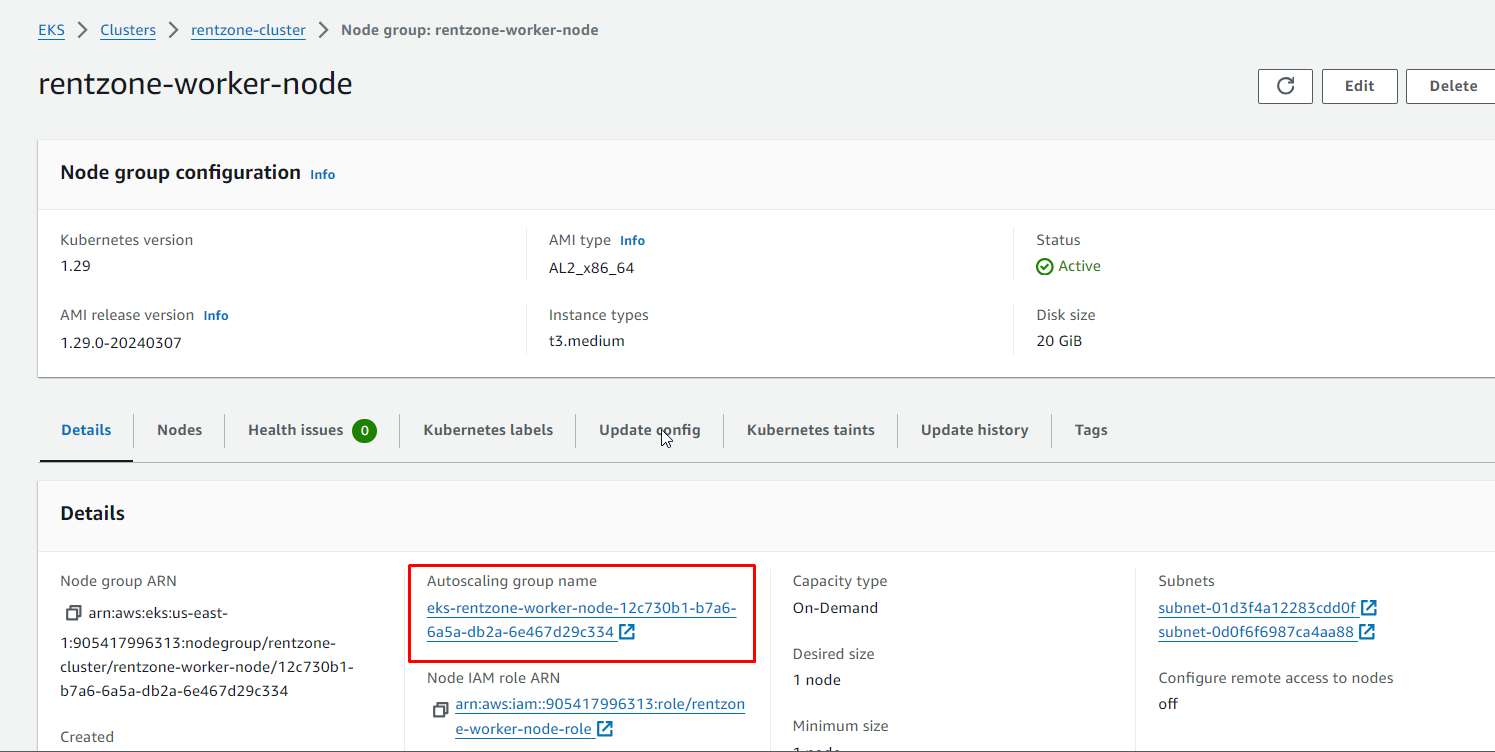 EKS > Clusters > rentzone-cluster > Node group: rentzone-worker-node
rentzone-worker-node
Edit
Delete
Node group configuration Info
Kubernetes version
1.29
AMI type Info
AL2_x86_64
Status
Active
AMI release version Info
1.29.0-20240307
Instance types
t3.medium
Disk size
20 GiB
Details
Nodes
Health issues 0
Kubernetes labels
Update config
Kubernetes taints
Update history
Tags
Details
Node group ARN
arn:aws:eks:us-east-
1:905417996313:nodegroup/rentzone-
cluster/rentzone-worker-node/12c730b1-
b7a6-6a5a-db2a-6e467d29c334
Created
Autoscaling group name
eks-rentzone-worker-node-12c730b1-b7a6-
6a5a-db2a-6e467d29c334
Node IAM role ARN
arn:aws:iam::905417996313:role/rentzon
e-worker-node-role
Capacity type
On-Demand
Desired size
1 node
Minimum size
1 node
Subnets
subnet-01d3f4a12283cdd0f
subnet-0d0f6f6987ca4aa88
Configure remote access to nodes
off